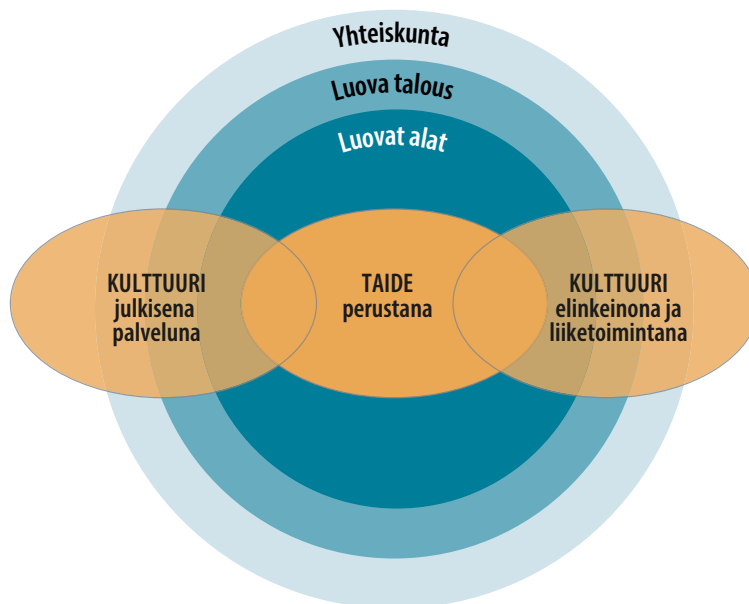 Yhteiskunta
Luova talous
Luovat alat
KULTTUURI
julkisena
palveluna
TAIDE
perustana
KULTTUURI
elinkeinona ja
liiketoimintana